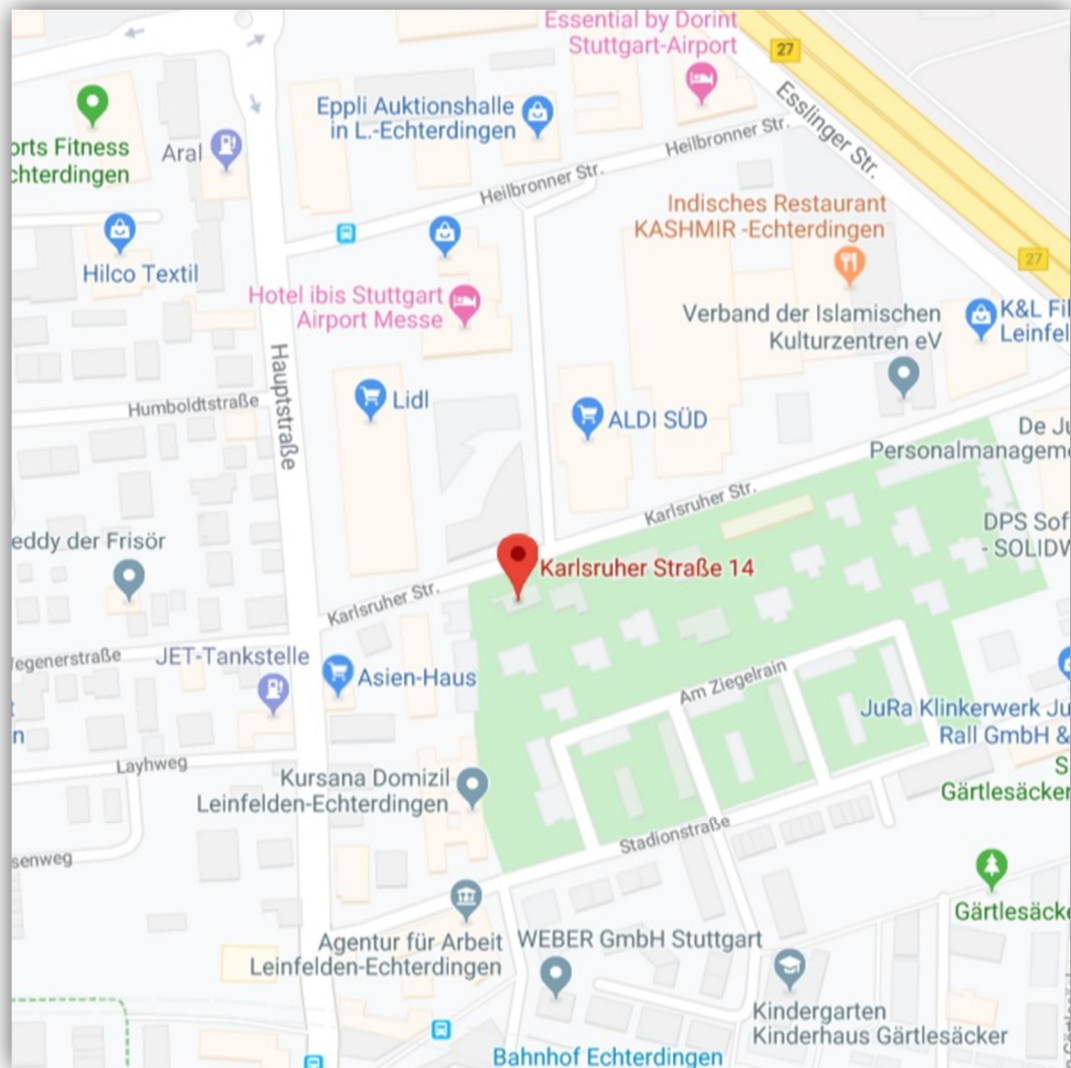 Essential by Dorint
Stuttgart-Airport
27
Esslinger Str.
Eppli Auktionshalle
in L.-Echterdingen
Heilbronner Str.
Heilbronner Str.
orts Fitness
chterdingen
Aral
Indisches Restaurant
KASHMIR -Echterdingen
27
Hilco Textil
Hotel ibis Stuttgart
Airport Messe
Verband der Islamischen
Kulturzentren eV
K&L Fil
Leinfel
Hauptstraße
Humboldtstraße
Lidl
ALDI SÜD
De Ju
Personalmanageme
Karlsruher Str.
DPS Sof
- SOLIDW
eddy der Frisör
Karlsruher Straße 14
Karlsruher Str.
egenerstraße
JET-Tankstelle
Asien-Haus
Am Ziegelrain
JuRa Klinkerwerk Ju
Rall GmbH &
n
Layhweg
Kursana Domizil
Leinfelden-Echterdingen
S
Gärtlesäcker
Stadionstraße
senweg
Gärtlesäcke
Agentur für Arbeit
Leinfelden-Echterdingen
WEBER GmbH Stuttgart
Kindergarten
Kinderhaus Gärtlesäcker
Bahnhof Echterdingen